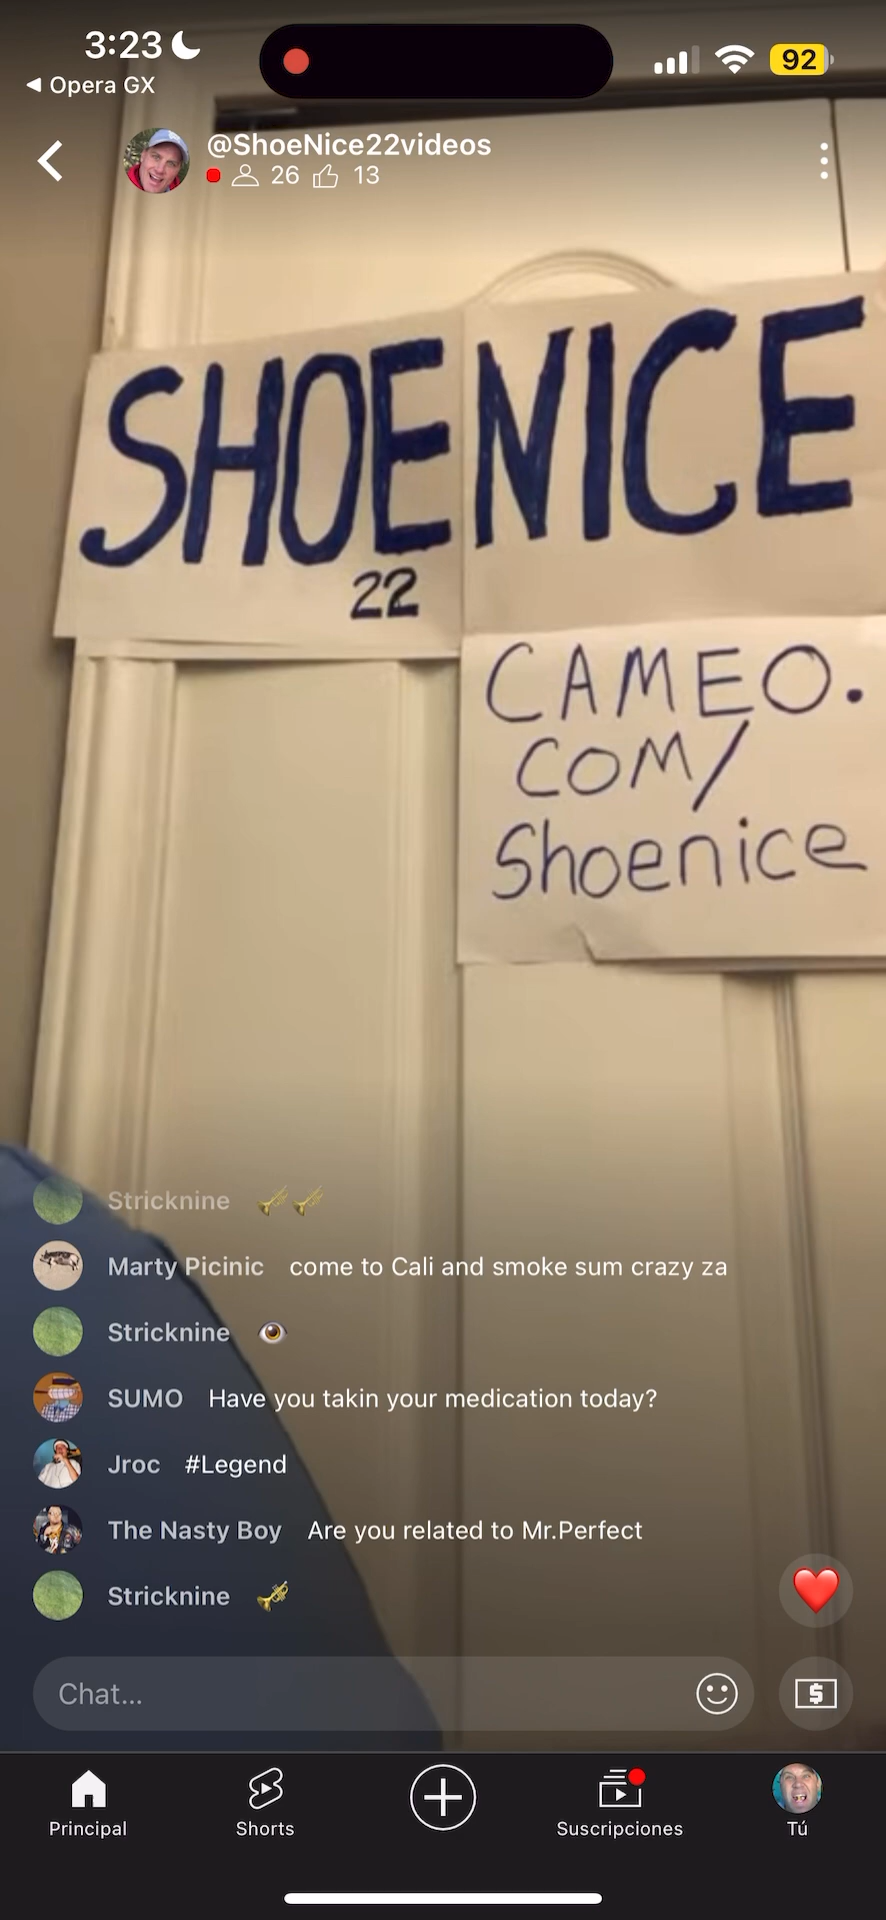 3:23
92
Opera GX
@ShoeNice22videos
26 13
SHOENICE
22
CAMEO.
COM/
Shoenice
Stricknine 🎺🎺
Marty Picinic come to Cali and smoke sum crazy za
Stricknine 👁️
SUMO Have you takin your medication today?
Jroc #Legend
The Nasty Boy Are you related to Mr.Perfect
Stricknine 🎺
Chat...
Principal
Shorts
Suscripciones
Tú